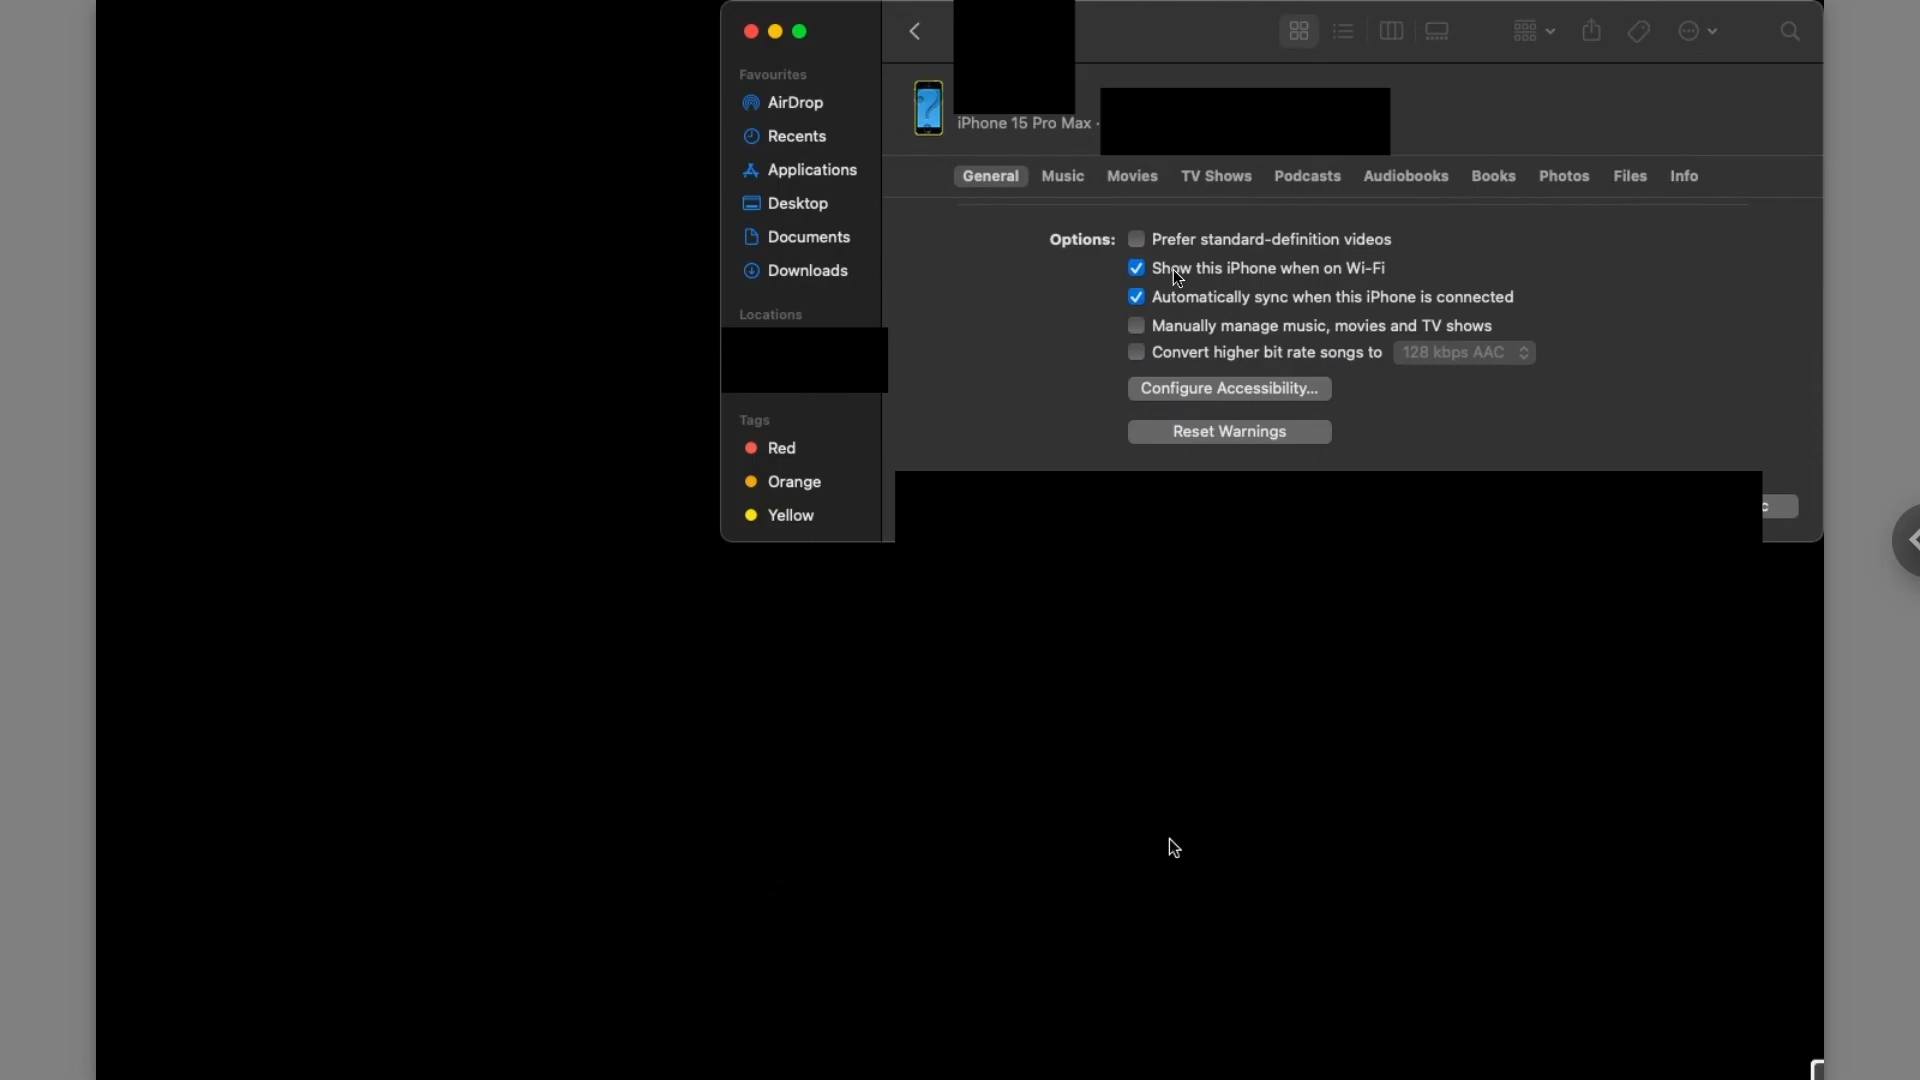 Favourites
AirDrop
Recents
Applications
Desktop
Documents
Downloads
Locations
Tags
Red
Orange
Yellow
iPhone 15 Pro Max ·
General Music Movies TV Shows Podcasts Audiobooks Books Photos Files Info
Options: Prefer standard-definition videos
Show this iPhone when on Wi-Fi
Automatically sync when this iPhone is connected
Manually manage music, movies and TV shows
Convert higher bit rate songs to 128 kbps AAC
Configure Accessibility...
Reset Warnings